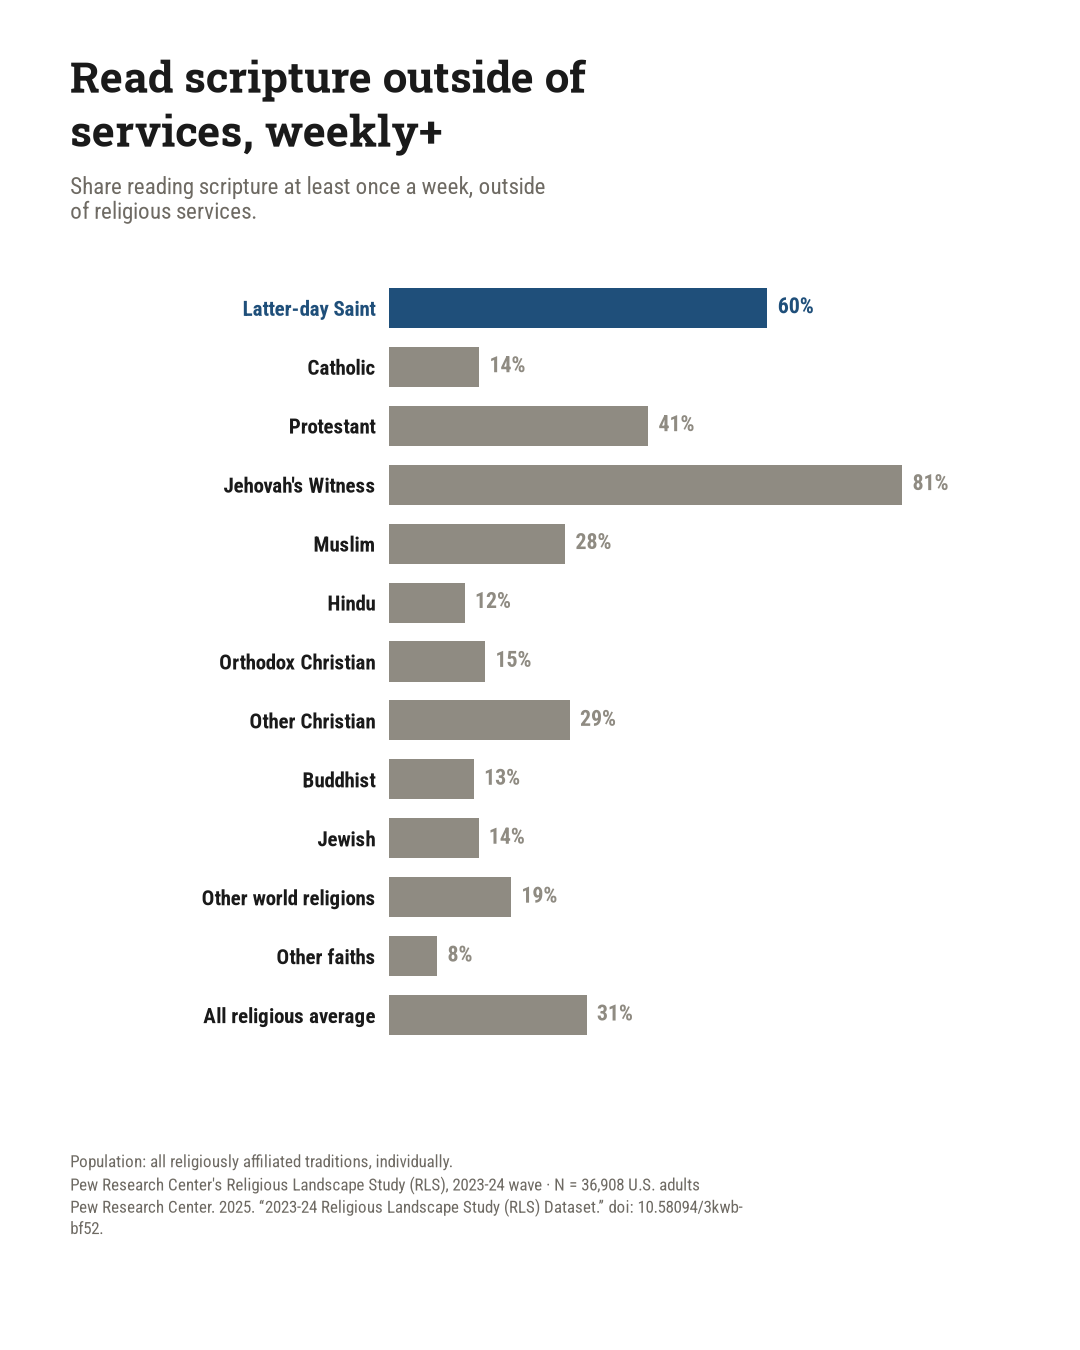 Read scripture outside of
services, weekly+
Share reading scripture at least once a week, outside
of religious services.
Latter-day Saint 60%
Catholic 14%
Protestant 41%
Jehovah's Witness 81%
Muslim 28%
Hindu 12%
Orthodox Christian 15%
Other Christian 29%
Buddhist 13%
Jewish 14%
Other world religions 19%
Other faiths 8%
All religious average 31%
Population: all religiously affiliated traditions, individually.
Pew Research Center's Religious Landscape Study (RLS), 2023-24 wave · N = 36,908 U.S. adults
Pew Research Center. 2025. “2023-24 Religious Landscape Study (RLS) Dataset.” doi: 10.58094/3kwb-
bf52.